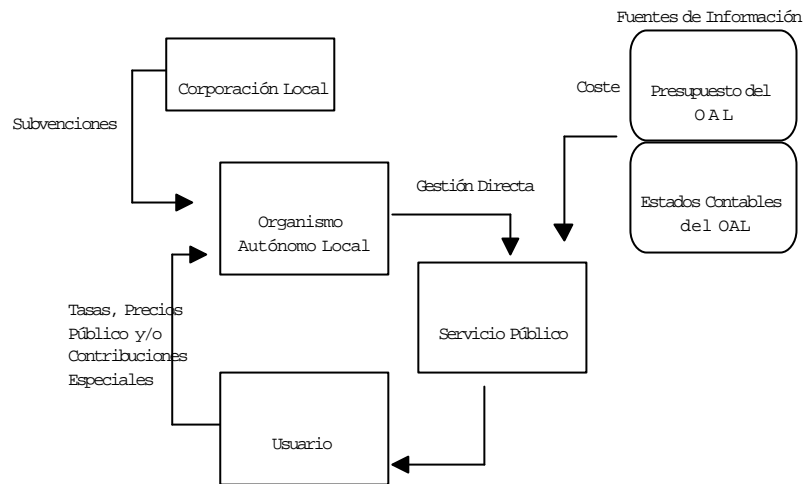 Fuentes de Información
Corporación Local
Coste
Presupuesto del
OAL
Subvenciones
Gestión Directa
Estados Contables
del OAL
Organismo
Autónomo Local
Tasas, Precios
Público y/o
Contribuciones
Especiales
Servicio Público
Usuario